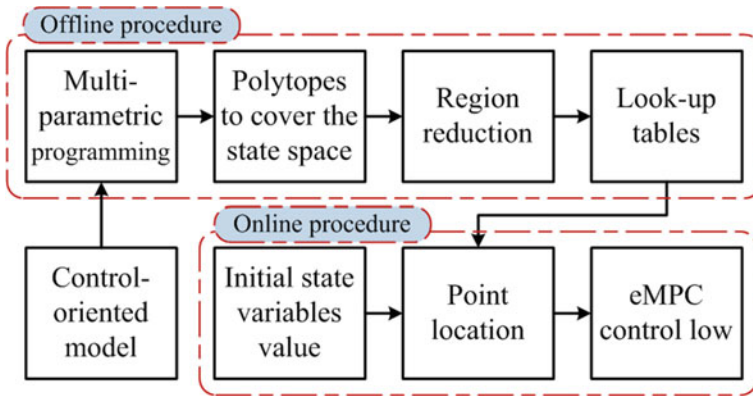 Offline procedure
Multi-
parametric
programming
Polytopes
to cover the
state space
Region
reduction
Look-up
tables
Online procedure
Control-
oriented
model
Initial state
variables
value
Point
location
eMPC
control low